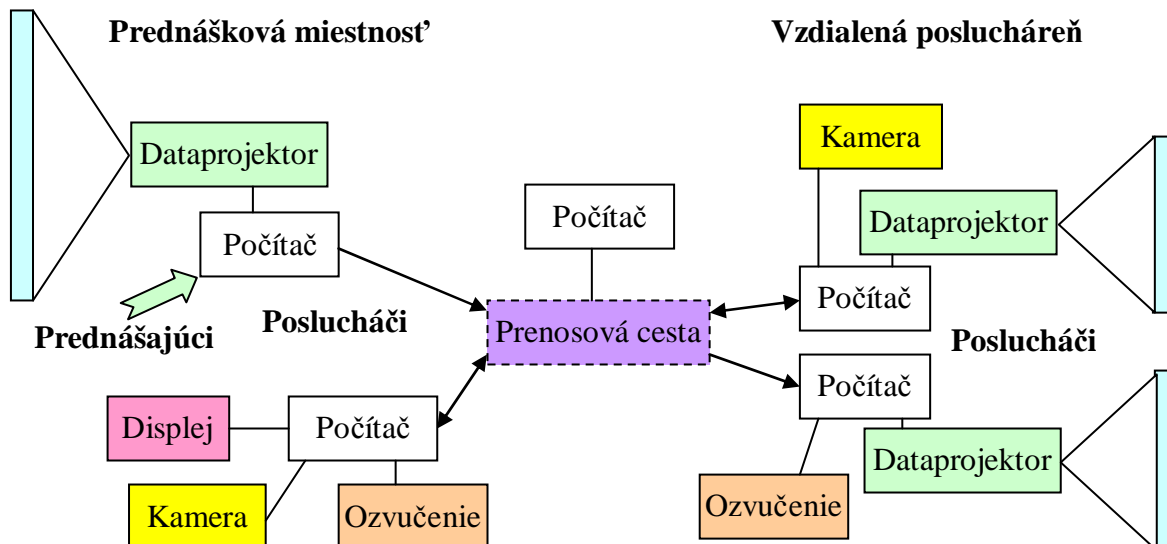 Prednášková miestnosť
Vzdialená poslucháreň
Kamera
Dataprojektor
Dataprojektor
Počítač
Počítač
Počítač
Prednášajúci
Poslucháči
Prenosová cesta
Poslucháči
Počítač
Displej
Počítač
Dataprojektor
Kamera
Ozvučenie
Ozvučenie